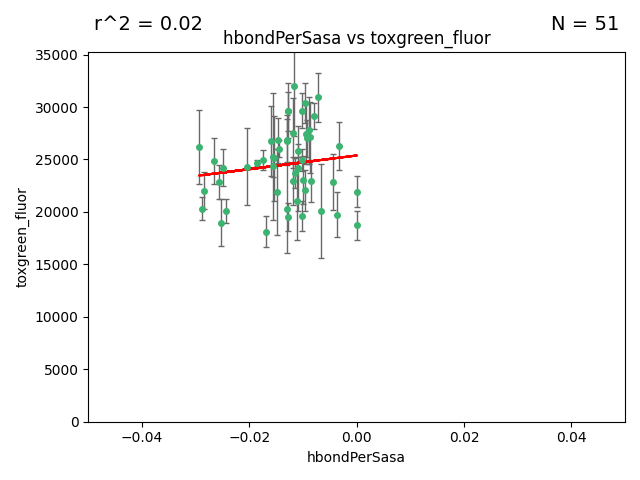 r^2 = 0.02
N = 51
hbondPerSasa vs toxgreen_fluor
35000
30000
25000
20000
15000
10000
5000
0
toxgreen_fluor
−0.04
−0.02
0.00
0.02
0.04
hbondPerSasa